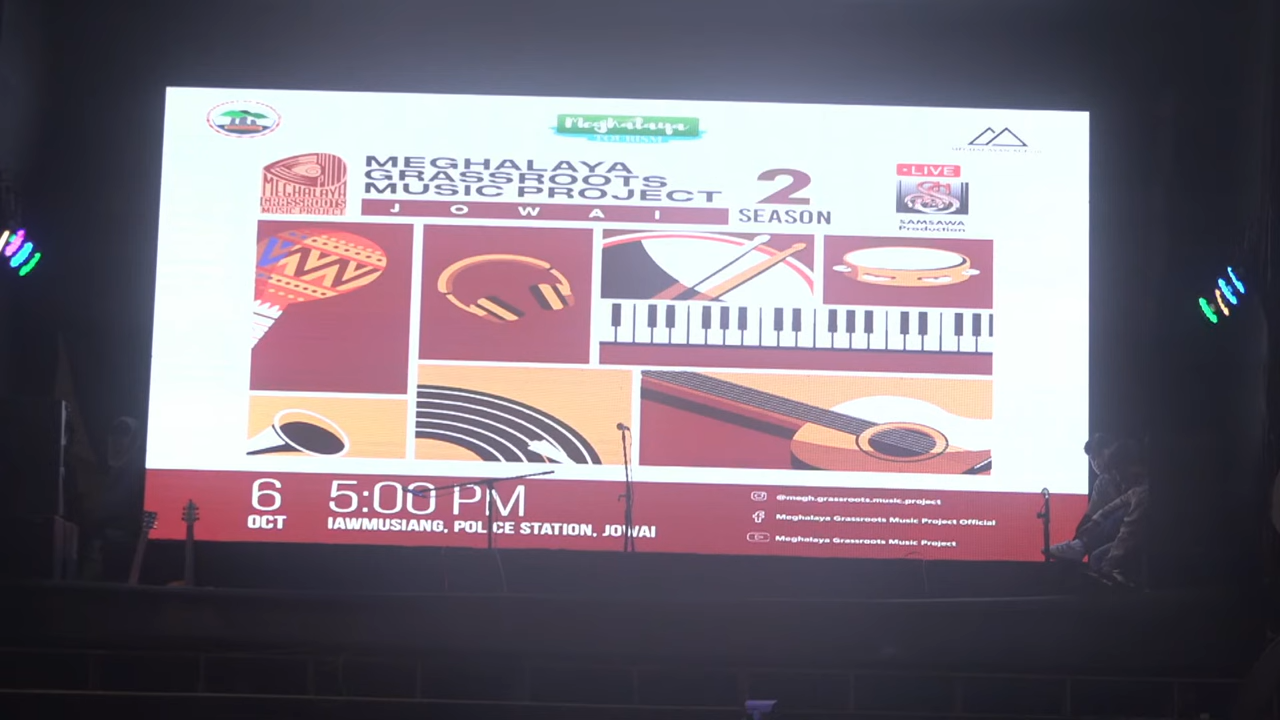 Meghalaya
TOURISM
MEGHALAYA
GRASSROOTS
MUSIC PROJECT
MEGHALAYA
GRASSROOTS
MUSIC PROJECT
JOWAI
2
SEASON
LIVE
SAMSAWA
Production
6
OCT
5:00 PM
IAWMUSIANG, POLICE STATION, JOWAI
@megh.grassroots.music.project
Meghalaya Grassroots Music Project Official
Meghalaya Grassroots Music Project